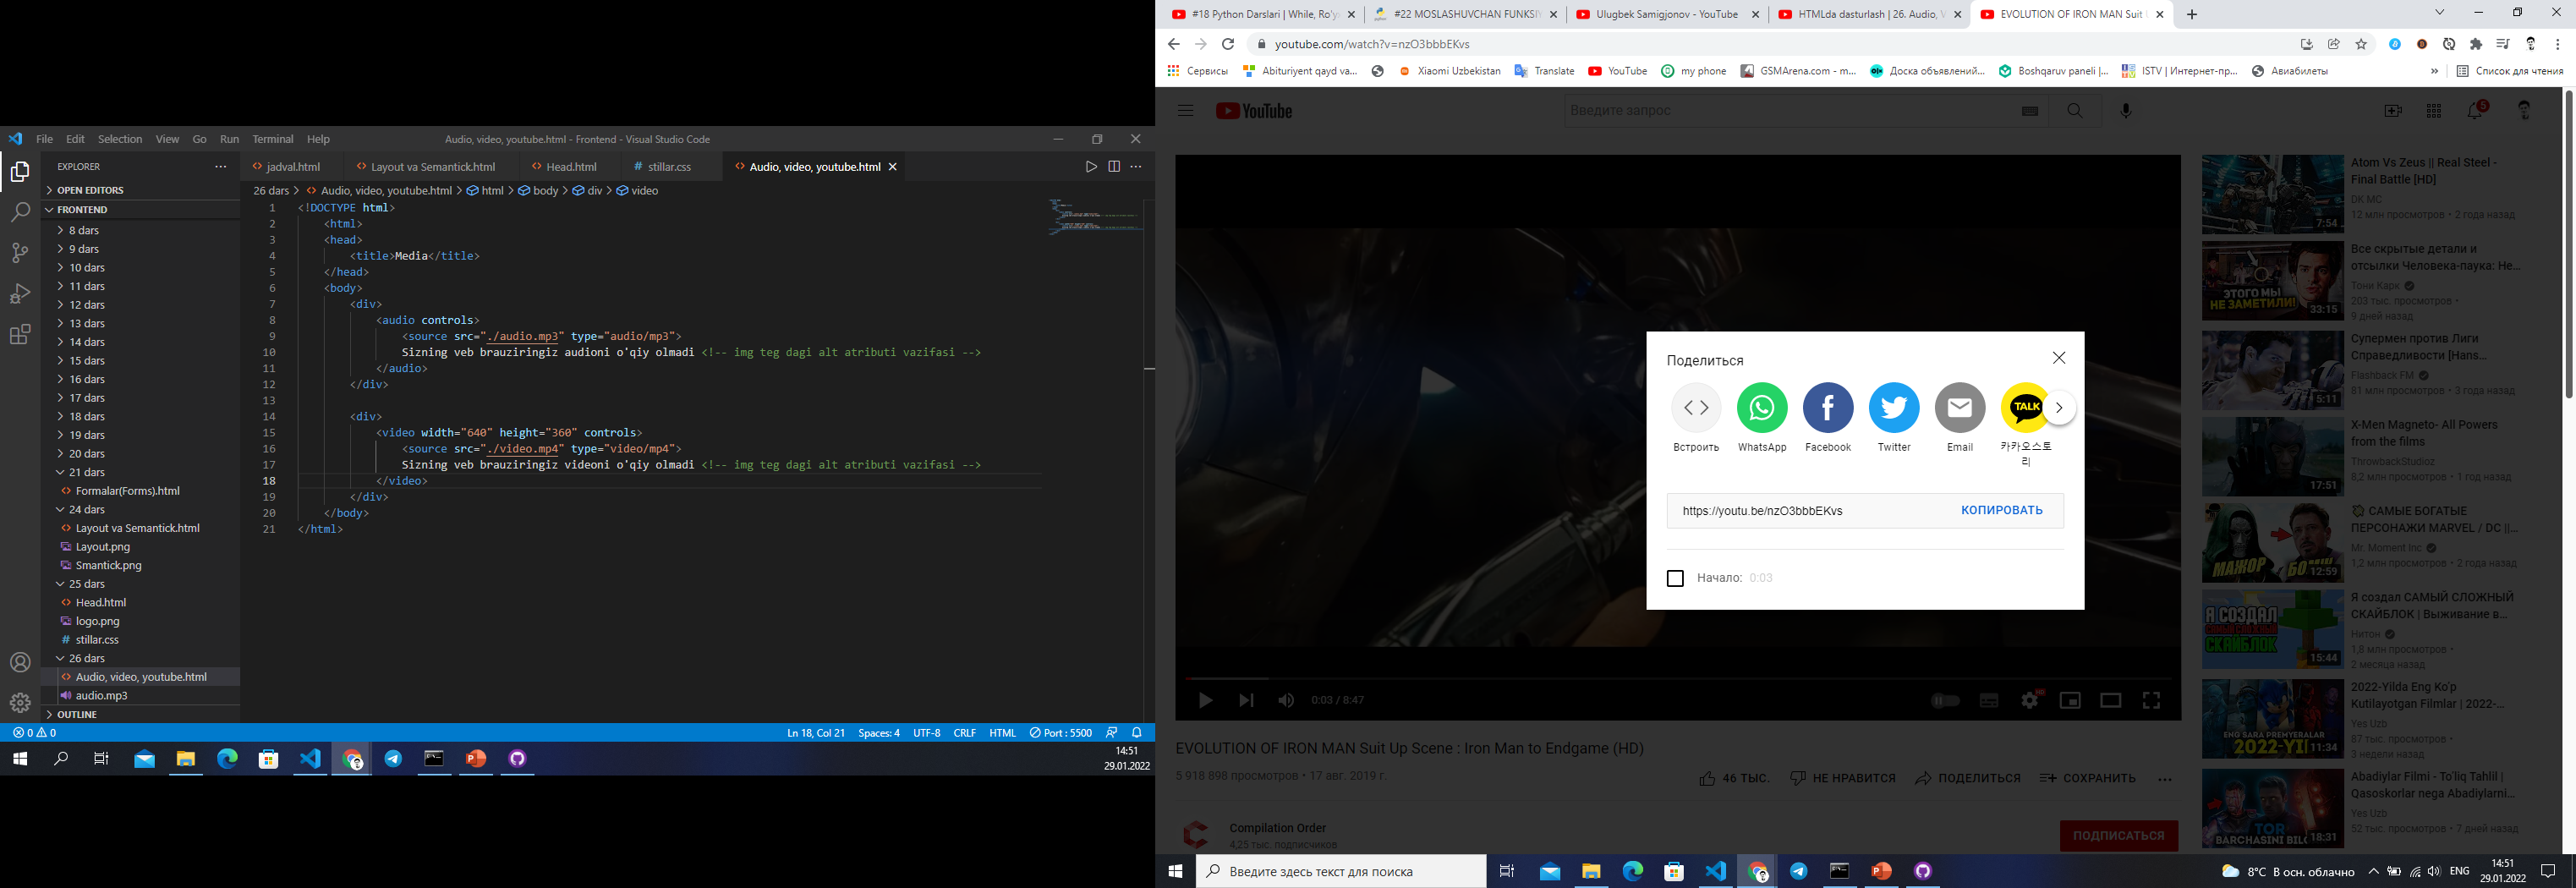 File Edit Selection View Go Run Terminal Help
Audio, video, youtube.html - Frontend - Visual Studio Code
EXPLORER
OPEN EDITORS
FRONTEND
8 dars
9 dars
10 dars
11 dars
12 dars
13 dars
14 dars
15 dars
16 dars
17 dars
18 dars
19 dars
20 dars
21 dars
Formalar(Forms).html
24 dars
Layout va Semantick.html
Layout.png
Smantick.png
25 dars
Head.html
logo.png
stillar.css
26 dars
Audio, video, youtube.html
audio.mp3
OUTLINE
jadval.html Layout va Semantick.html Head.html stillar.css Audio, video, youtube.html
26 dars > Audio, video, youtube.html > html > body > div > video
1 <!DOCTYPE html>
2 <html>
3 <head>
4 <title>Media</title>
5 </head>
6 <body>
7 <div>
8 <audio controls>
9 <source src="./audio.mp3" type="audio/mp3">
10 Sizning veb brauziringiz audioni o'qiy olmadi <!-- img teg dagi alt atributi vazifasi -->
11 </audio>
12 </div>
13
14 <div>
15 <video width="640" height="360" controls>
16 <source src="./video.mp4" type="video/mp4">
17 Sizning veb brauziringiz videoni o'qiy olmadi <!-- img teg dagi alt atributi vazifasi -->
18 </video>
19 </div>
20 </body>
21 </html>
0 0
Ln 18, Col 21 Spaces: 4 UTF-8 CRLF HTML Port : 5500
14:51
29.01.2022
#18 Python Darslari | While, Ro'y
#22 MOSLASHUVCHAN FUNKSIY
Ulugbek Samigjonov - YouTube
HTMLda dasturlash | 26. Audio, V
EVOLUTION OF IRON MAN Suit U
youtube.com/watch?v=nzO3bbbEKvs
Сервисы Abituriyent qayd va... Xiaomi Uzbekistan Translate YouTube my phone GSMArena.com - m... Доска объявлений... Boshqaruv paneli |... ISTV | Интернет-пр... Авиабилеты » Список для чтения
YouTube
Введите запрос
5
Поделиться
Встроить WhatsApp Facebook Twitter Email 카카오스토리
TALK
https://youtu.be/nzO3bbbEKvs
КОПИРОВАТЬ
Начало: 0:03
0:03 / 8:47
HD
EVOLUTION OF IRON MAN Suit Up Scene : Iron Man to Endgame (HD)
5 918 898 просмотров • 17 авг. 2019 г.
46 ТЫС. НЕ НРАВИТСЯ ПОДЕЛИТЬСЯ СОХРАНИТЬ
Compilation Order
4,25 тыс. подписчиков
ПОДПИСАТЬСЯ
Atom Vs Zeus || Real Steel -
Final Battle [HD]
DK MC
12 млн просмотров • 2 года назад
7:54
Все скрытые детали и
отсылки Человека-паука: Не...
Тони Карк
203 тыс. просмотров •
9 дней назад
ЭТОГО МЫ
НЕ ЗАМЕТИЛИ!
33:15
Супермен против Лиги
Справедливости [Hans...
Flashback FM
81 млн просмотров • 3 года назад
5:11
X-Men Magneto- All Powers
from the films
ThrowbackStudioz
8,2 млн просмотров • 1 год назад
17:51
САМЫЕ БОГАТЫЕ
ПЕРСОНАЖИ MARVEL / DC ||...
Mr. Moment Inc
1,2 млн просмотров • 2 года назад
МАЖОР
12:59
Я создал САМЫЙ СЛОЖНЫЙ
СКАЙБЛОК | Выживание в...
Нитон
1,8 млн просмотров •
2 месяца назад
Я СОЗДАЛ
САМЫЙ СЛОЖНЫЙ
СКАЙБЛОК
15:44
2022-Yilda Eng Ko'p
Kutilayotgan Filmlar | 2022-...
Yes Uzb
87 тыс. просмотров •
3 недели назад
ENG SARA PREMYERALAR
2022-YIL
11:34
Abadiylar Filmi - To'liq Tahlil |
Qasoskorlar nega Abadiylarni...
Yes Uzb
52 тыс. просмотров • 7 дней назад
TOR
BARCHASINI BILG
18:31
Введите здесь текст для поиска
8°C В осн. облачно ENG
14:51
29.01.2022